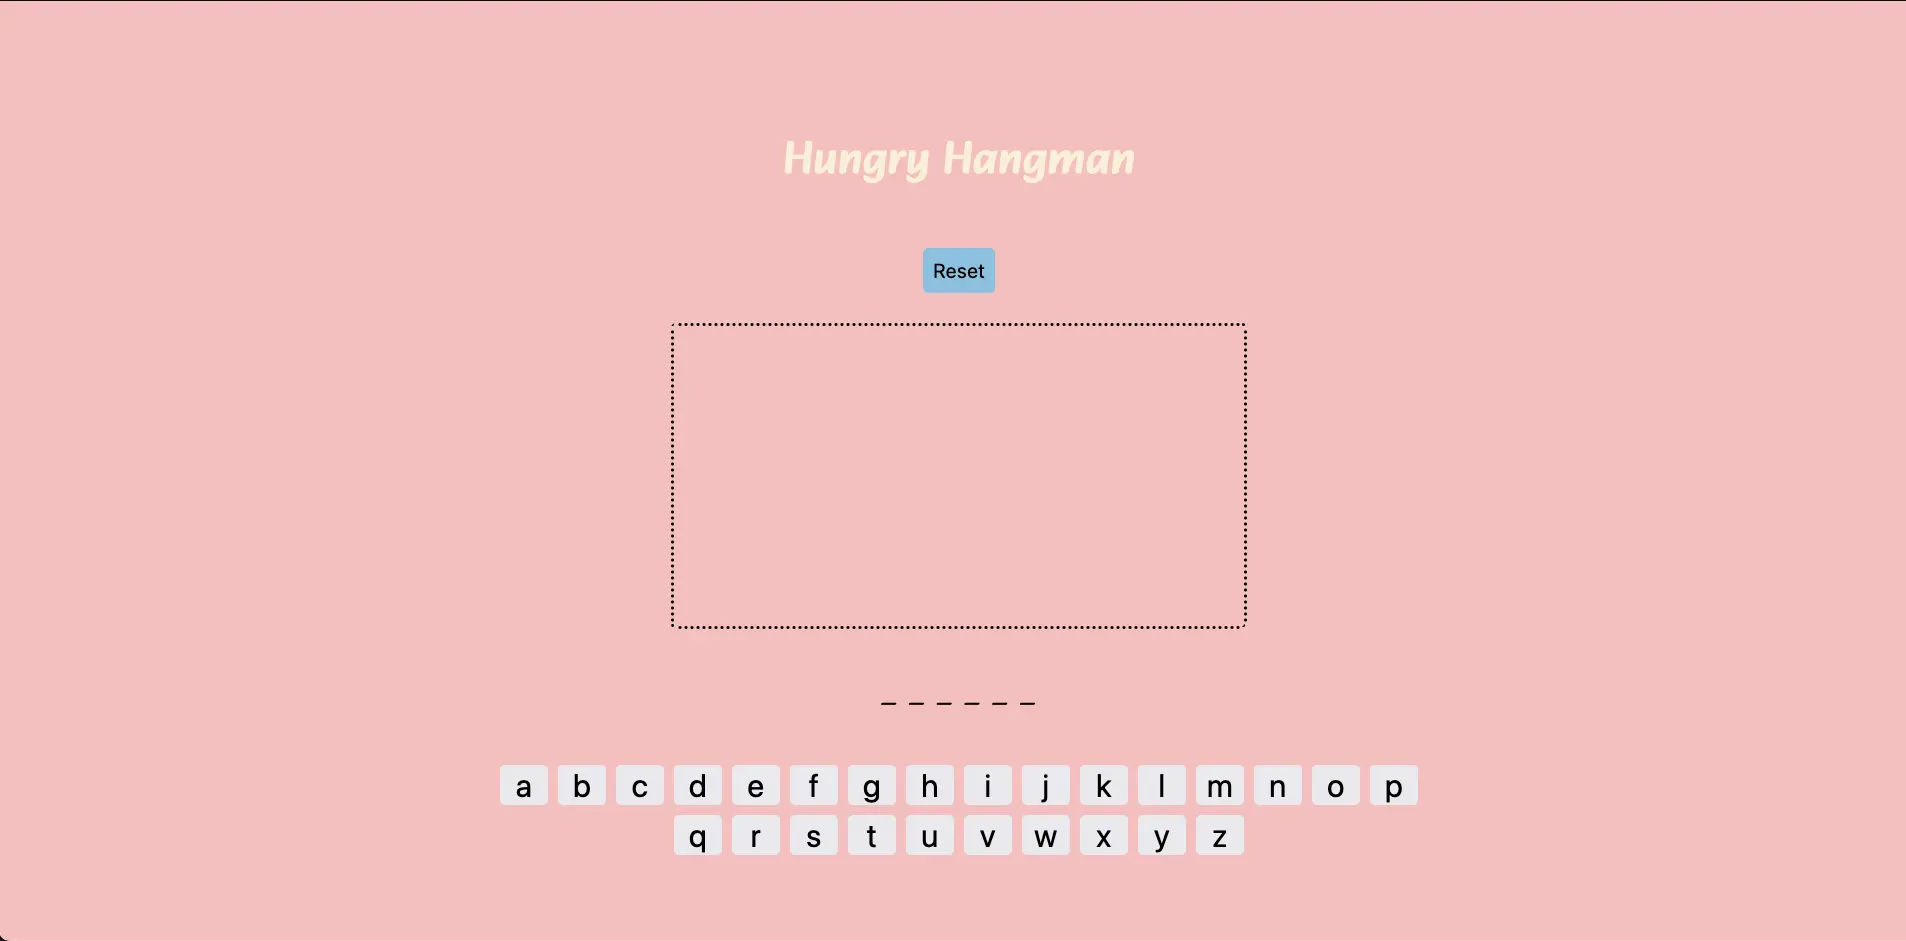 Hungry Hangman
Reset
_ _ _ _ _ _
a b c d e f g h i j k l m n o p
q r s t u v w x y z